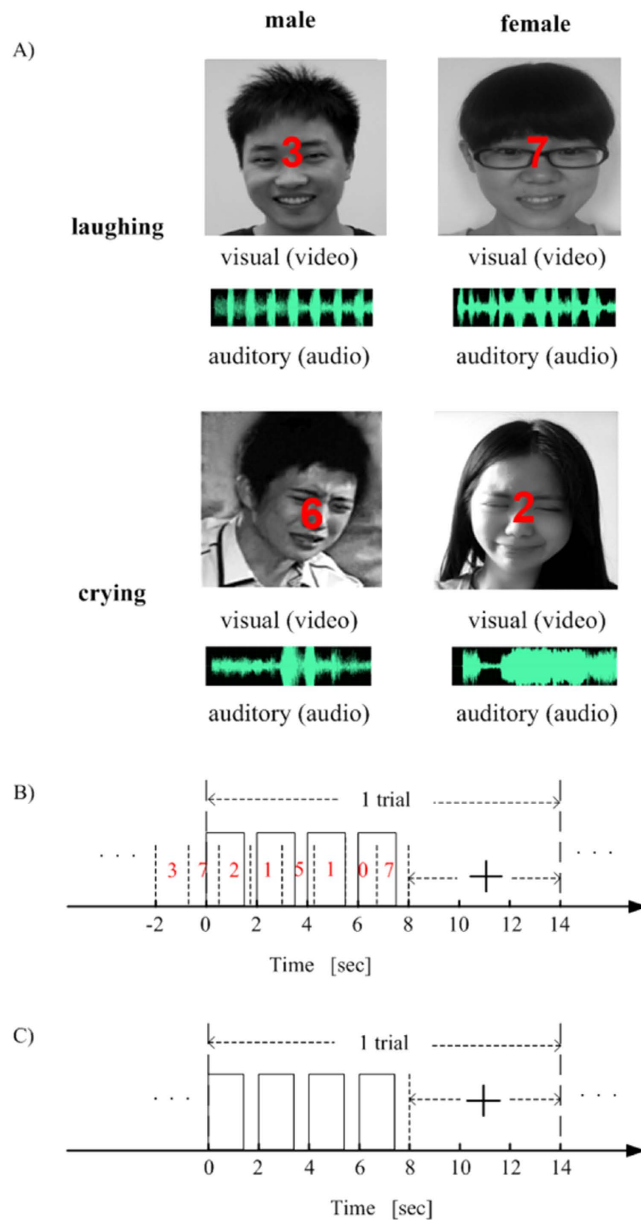 male female
A)
3 7
laughing
visual (video) visual (video)
auditory (audio) auditory (audio)
6 2
crying
visual (video) visual (video)
auditory (audio) auditory (audio)
B)
1 trial
. . . . . .
3 7 2 1 5 1 0 7
-2 0 2 4 6 8 10 12 14
Time [sec]
C)
1 trial
. . . . . .
0 2 4 6 8 10 12 14
Time [sec]